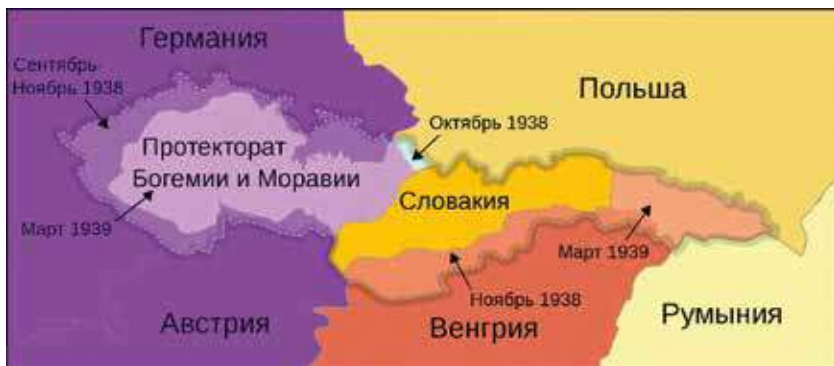 Германия
Сентябрь-
Ноябрь 1938
Польша
Октябрь 1938
Протекторат
Богемии и Моравии
Словакия
Март 1939
Март 1939
Ноябрь 1938
Австрия
Венгрия
Румыния